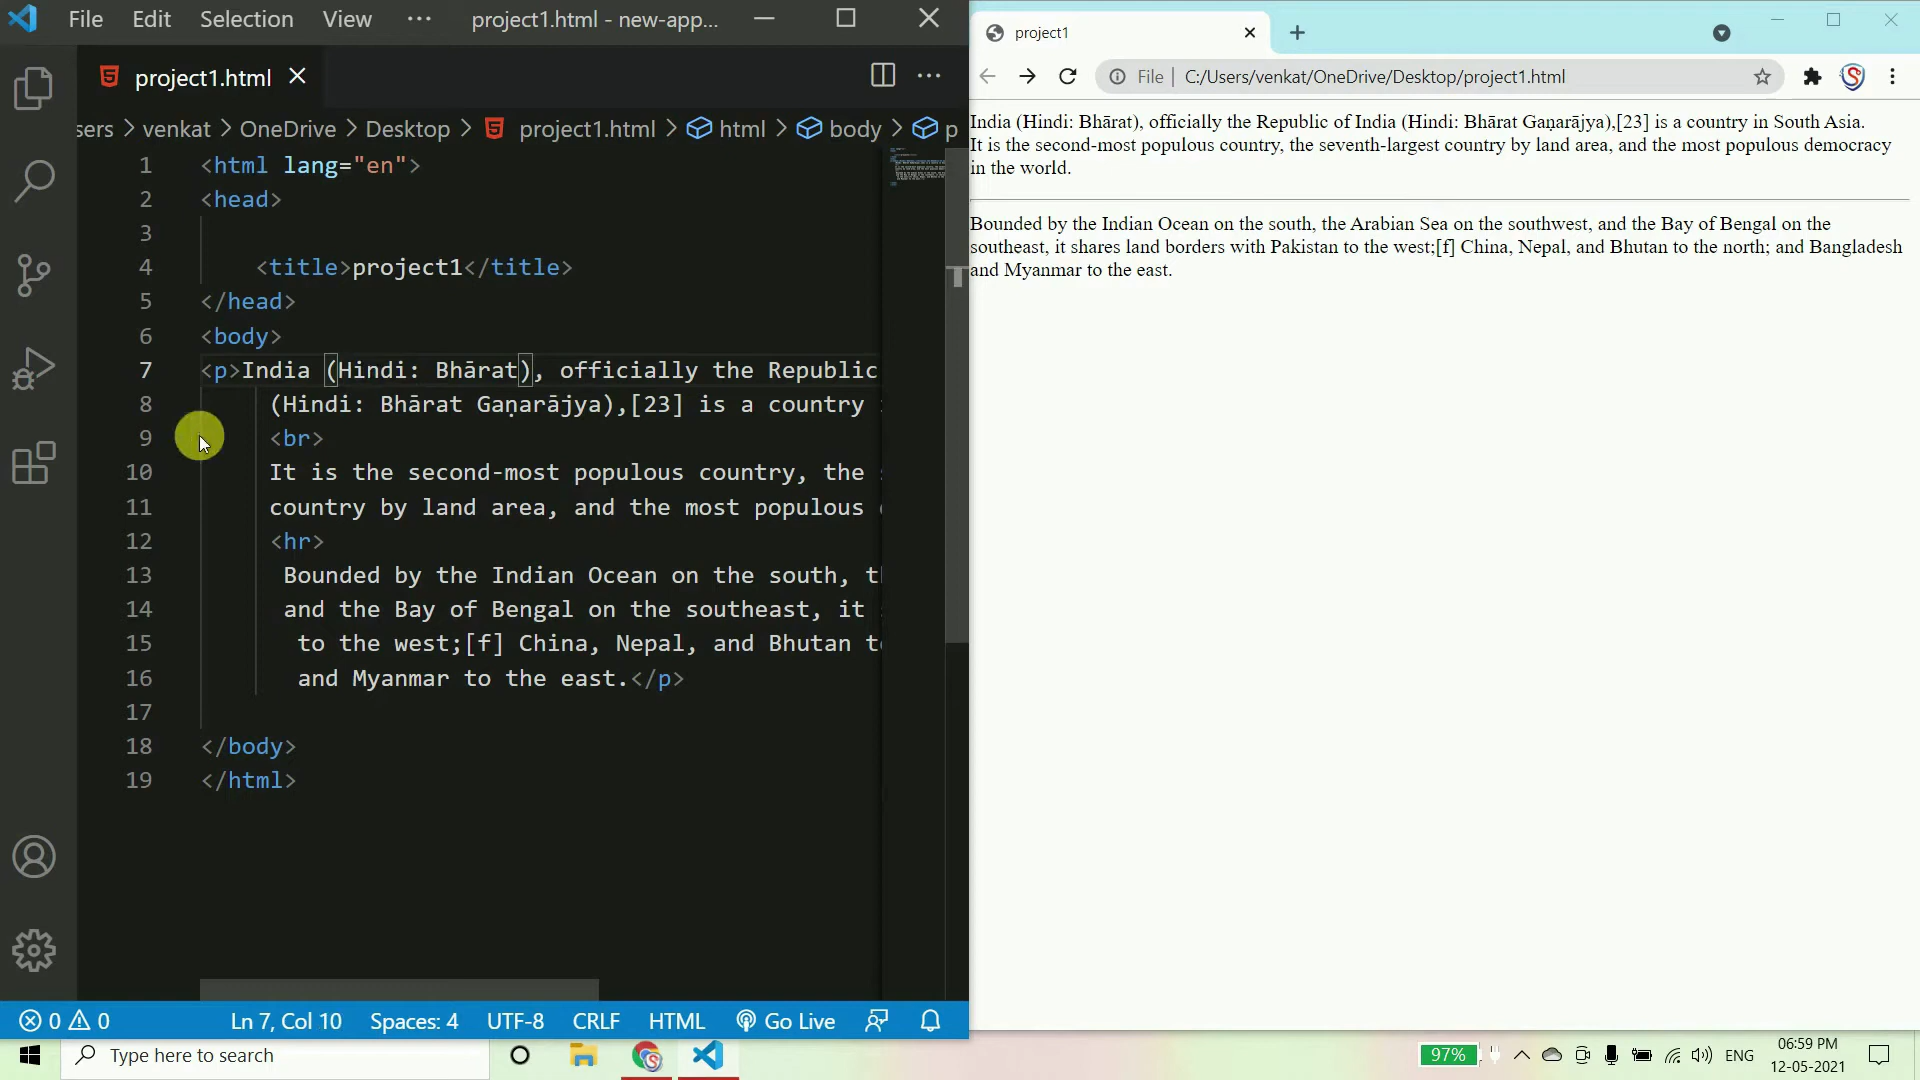 File Edit Selection View ··· project1.html - new-app...
project1.html
sers > venkat > OneDrive > Desktop > project1.html > html > body > p
1 <html lang="en">
2 <head>
3
4 <title>project1</title>
5 </head>
6 <body>
7 <p>India (Hindi: Bhārat), officially the Republic
8 (Hindi: Bhārat Gaṇarājya),[23] is a country
9 <br>
10 It is the second-most populous country, the
11 country by land area, and the most populous
12 <hr>
13 Bounded by the Indian Ocean on the south, th
14 and the Bay of Bengal on the southeast, it
15 to the west;[f] China, Nepal, and Bhutan to
16 and Myanmar to the east.</p>
17
18 </body>
19 </html>
0 0 Ln 7, Col 10 Spaces: 4 UTF-8 CRLF HTML Go Live
project1
File | C:/Users/venkat/OneDrive/Desktop/project1.html
India (Hindi: Bhārat), officially the Republic of India (Hindi: Bhārat Gaṇarājya),[23] is a country in South Asia.
It is the second-most populous country, the seventh-largest country by land area, and the most populous democracy
in the world.
Bounded by the Indian Ocean on the south, the Arabian Sea on the southwest, and the Bay of Bengal on the
southeast, it shares land borders with Pakistan to the west;[f] China, Nepal, and Bhutan to the north; and Bangladesh
and Myanmar to the east.
Type here to search
97% ENG
06:59 PM
12-05-2021